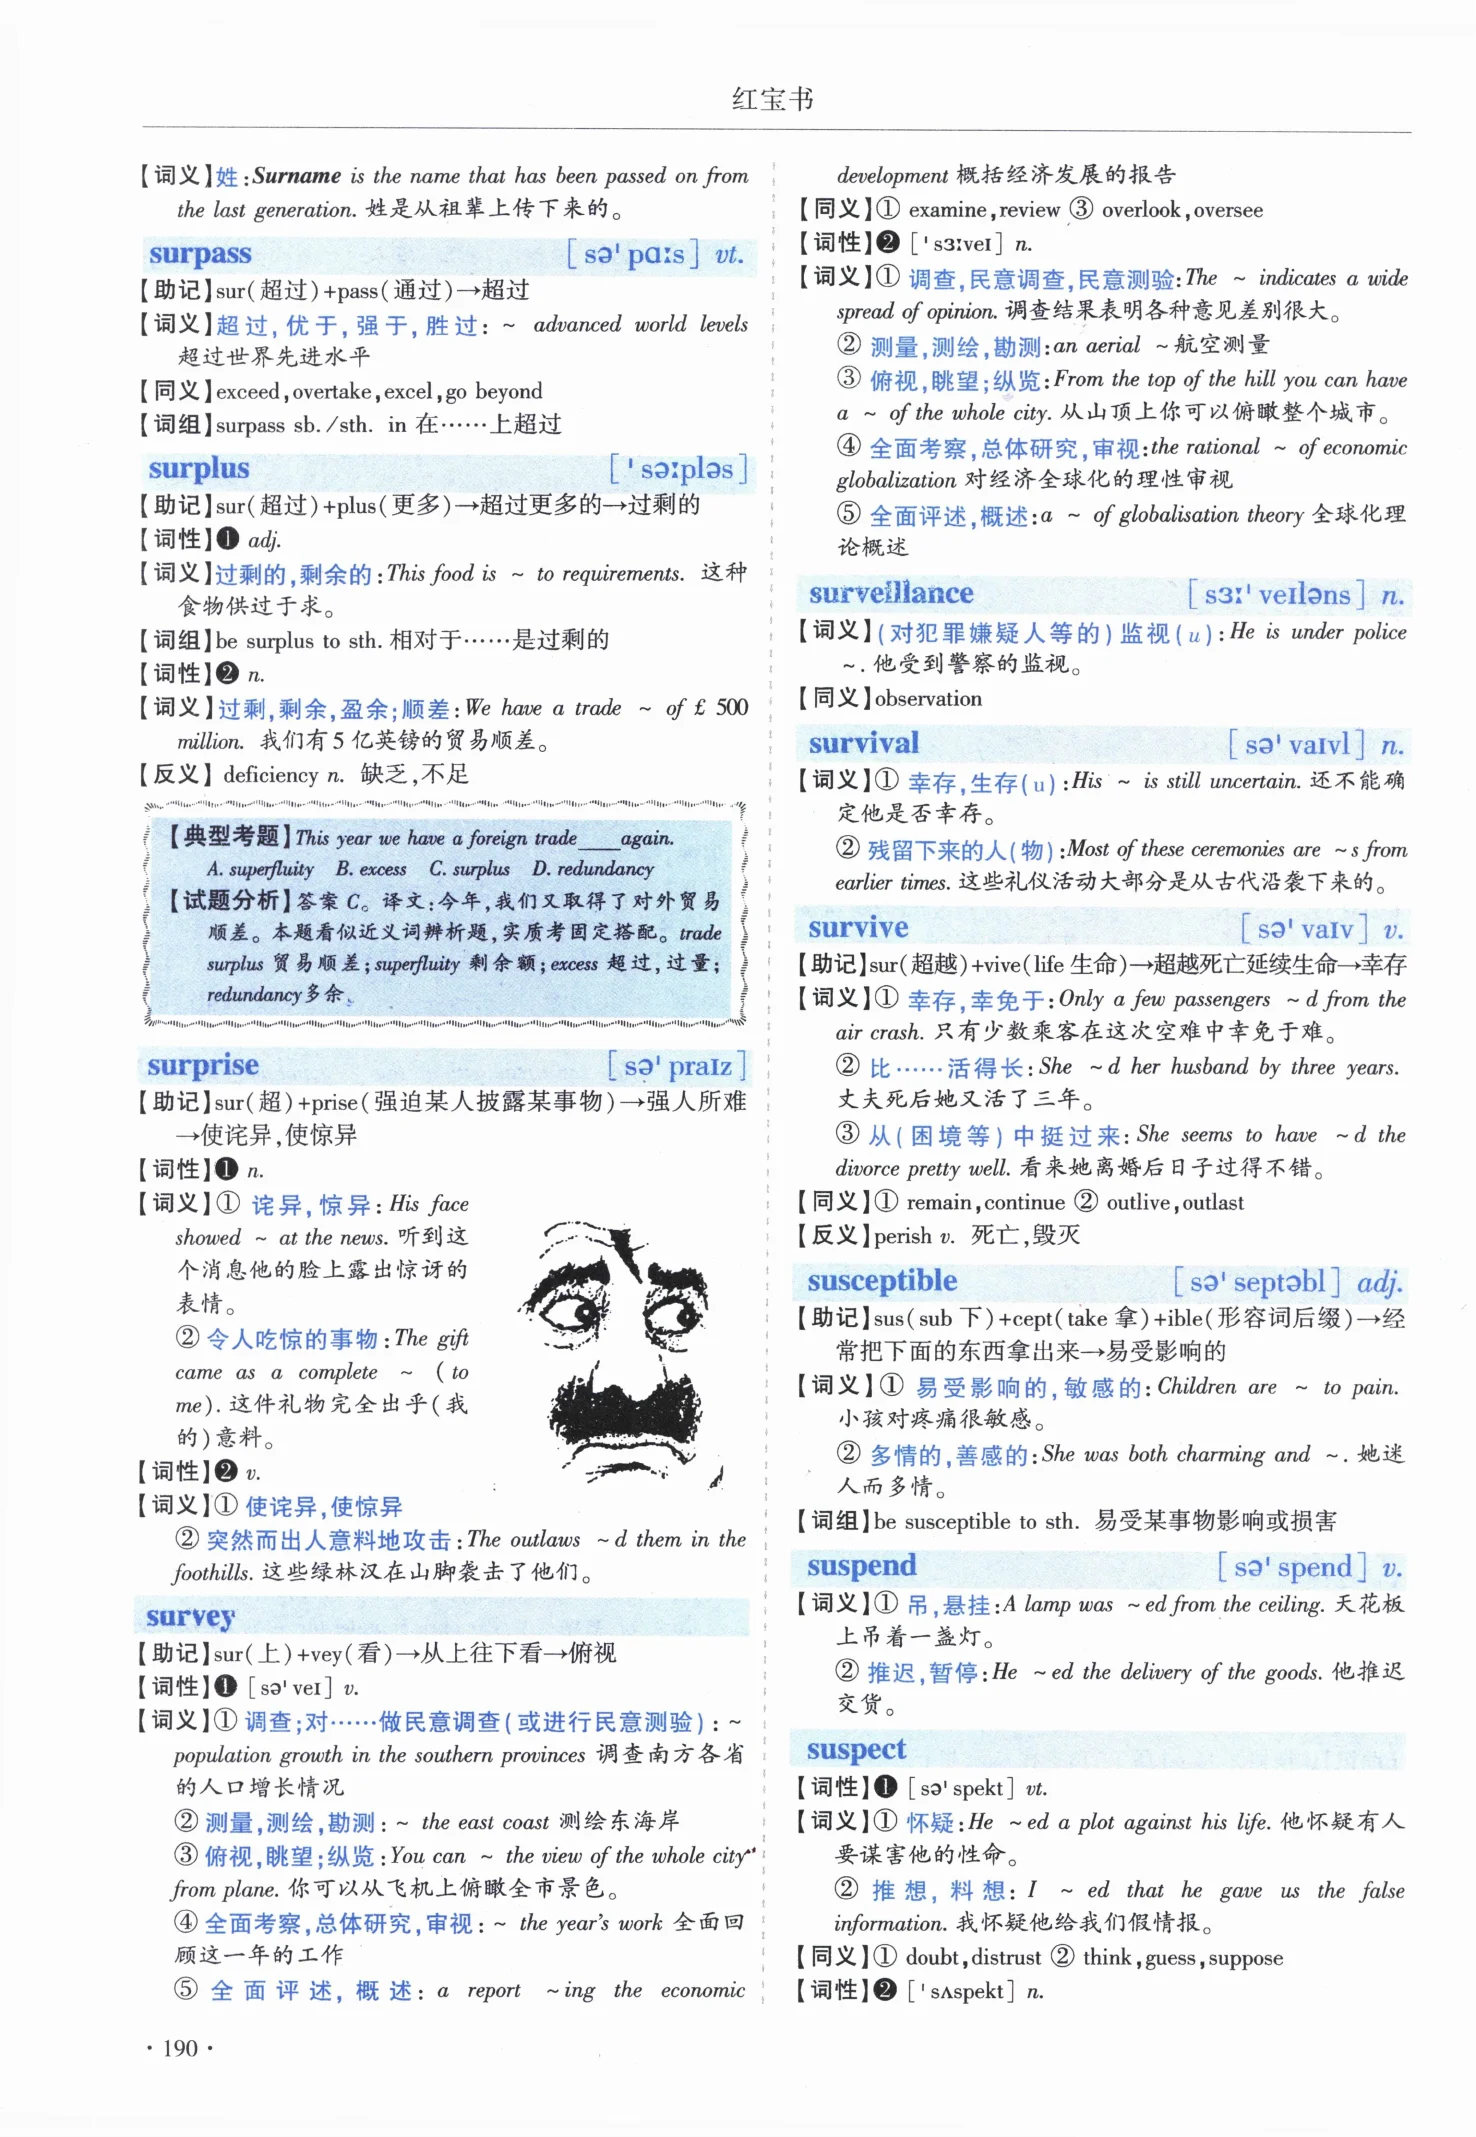 红宝书
【词义】姓:Surname is the name that has been passed on from
the last generation. 姓是从祖辈上传下来的。
surpass [sə'pɑːs] vt.
【助记】sur(超过)+pass(通过)→超过
【词义】超过,优于,强于,胜过: ~ advanced world levels
超过世界先进水平
【同义】exceed,overtake,excel,go beyond
【词组】surpass sb./sth. in 在……上超过
surplus ['səːpləs]
【助记】sur(超过)+plus(更多)→超过更多的→过剩的
【词性】❶ adj.
【词义】过剩的,剩余的:This food is ~ to requirements. 这种
食物供过于求。
【词组】be surplus to sth. 相对于……是过剩的
【词性】❷ n.
【词义】过剩,剩余,盈余;顺差:We have a trade ~ of £ 500
million. 我们有5亿英镑的贸易顺差。
【反义】 deficiency n. 缺乏,不足
【典型考题】This year we have a foreign trade ___ again.
A. superfluity B. excess C. surplus D. redundancy
【试题分析】答案C。译文:今年,我们又取得了对外贸易
顺差。本题看似近义词辨析题,实质考固定搭配。trade
surplus 贸易顺差;superfluity 剩余额;excess 超过,过量;
redundancy多余。
surprise [sə'praɪz]
【助记】sur(超)+prise(强迫某人披露某事物)→强人所难
→使诧异,使惊异
【词性】❶ n.
【词义】① 诧异,惊异: His face
showed ~ at the news. 听到这
个消息他的脸上露出惊讶的
表情。
② 令人吃惊的事物:The gift
came as a complete ~ (to
me). 这件礼物完全出乎(我
的)意料。
【词性】❷ v.
【词义】① 使诧异,使惊异
② 突然而出人意料地攻击:The outlaws ~d them in the
foothills. 这些绿林汉在山脚袭击了他们。
survey
【助记】sur(上)+vey(看)→从上往下看→俯视
【词性】❶ [sə'veɪ] v.
【词义】① 调查;对……做民意调查(或进行民意测验): ~
population growth in the southern provinces 调查南方各省
的人口增长情况
② 测量,测绘,勘测: ~ the east coast 测绘东海岸
③ 俯视,眺望;纵览:You can ~ the view of the whole city
from plane. 你可以从飞机上俯瞰全市景色。
④ 全面考察,总体研究,审视: ~ the year's work 全面回
顾这一年的工作
⑤ 全面评述,概述: a report ~ing the economic
development 概括经济发展的报告
【同义】① examine,review ③ overlook,oversee
【词性】❷ ['sɜːveɪ] n.
【词义】① 调查,民意调查,民意测验:The ~ indicates a wide
spread of opinion. 调查结果表明各种意见差别很大。
② 测量,测绘,勘测:an aerial ~航空测量
③ 俯视,眺望;纵览:From the top of the hill you can have
a ~ of the whole city. 从山顶上你可以俯瞰整个城市。
④ 全面考察,总体研究,审视:the rational ~ of economic
globalization 对经济全球化的理性审视
⑤ 全面评述,概述:a ~ of globalisation theory 全球化理
论概述
surveillance [sɜː'veɪləns] n.
【词义】(对犯罪嫌疑人等的)监视(u):He is under police
~. 他受到警察的监视。
【同义】observation
survival [sə'vaɪvl] n.
【词义】① 幸存,生存(u):His ~ is still uncertain. 还不能确
定他是否幸存。
② 残留下来的人(物):Most of these ceremonies are ~s from
earlier times. 这些礼仪活动大部分是从古代沿袭下来的。
survive [sə'vaɪv] v.
【助记】sur(超越)+vive(life 生命)→超越死亡延续生命→幸存
【词义】① 幸存,幸免于:Only a few passengers ~d from the
air crash. 只有少数乘客在这次空难中幸免于难。
② 比……活得长:She ~d her husband by three years.
丈夫死后她又活了三年。
③ 从(困境等)中挺过来:She seems to have ~d the
divorce pretty well. 看来她离婚后日子过得不错。
【同义】① remain,continue ② outlive,outlast
【反义】perish v. 死亡,毁灭
susceptible [sə'septəbl] adj.
【助记】sus(sub 下)+cept(take 拿)+ible(形容词后缀)→经
常把下面的东西拿出来→易受影响的
【词义】① 易受影响的,敏感的:Children are ~ to pain.
小孩对疼痛很敏感。
② 多情的,善感的:She was both charming and ~. 她迷
人而多情。
【词组】be susceptible to sth. 易受某事物影响或损害
suspend [sə'spend] v.
【词义】① 吊,悬挂:A lamp was ~ed from the ceiling. 天花板
上吊着一盏灯。
② 推迟,暂停:He ~ed the delivery of the goods. 他推迟
交货。
suspect
【词性】❶ [sə'spekt] vt.
【词义】① 怀疑:He ~ed a plot against his life. 他怀疑有人
要谋害他的性命。
② 推想,料想: I ~ed that he gave us the false
information. 我怀疑他给我们假情报。
【同义】① doubt,distrust ② think,guess,suppose
【词性】❷ ['sʌspekt] n.
· 190 ·